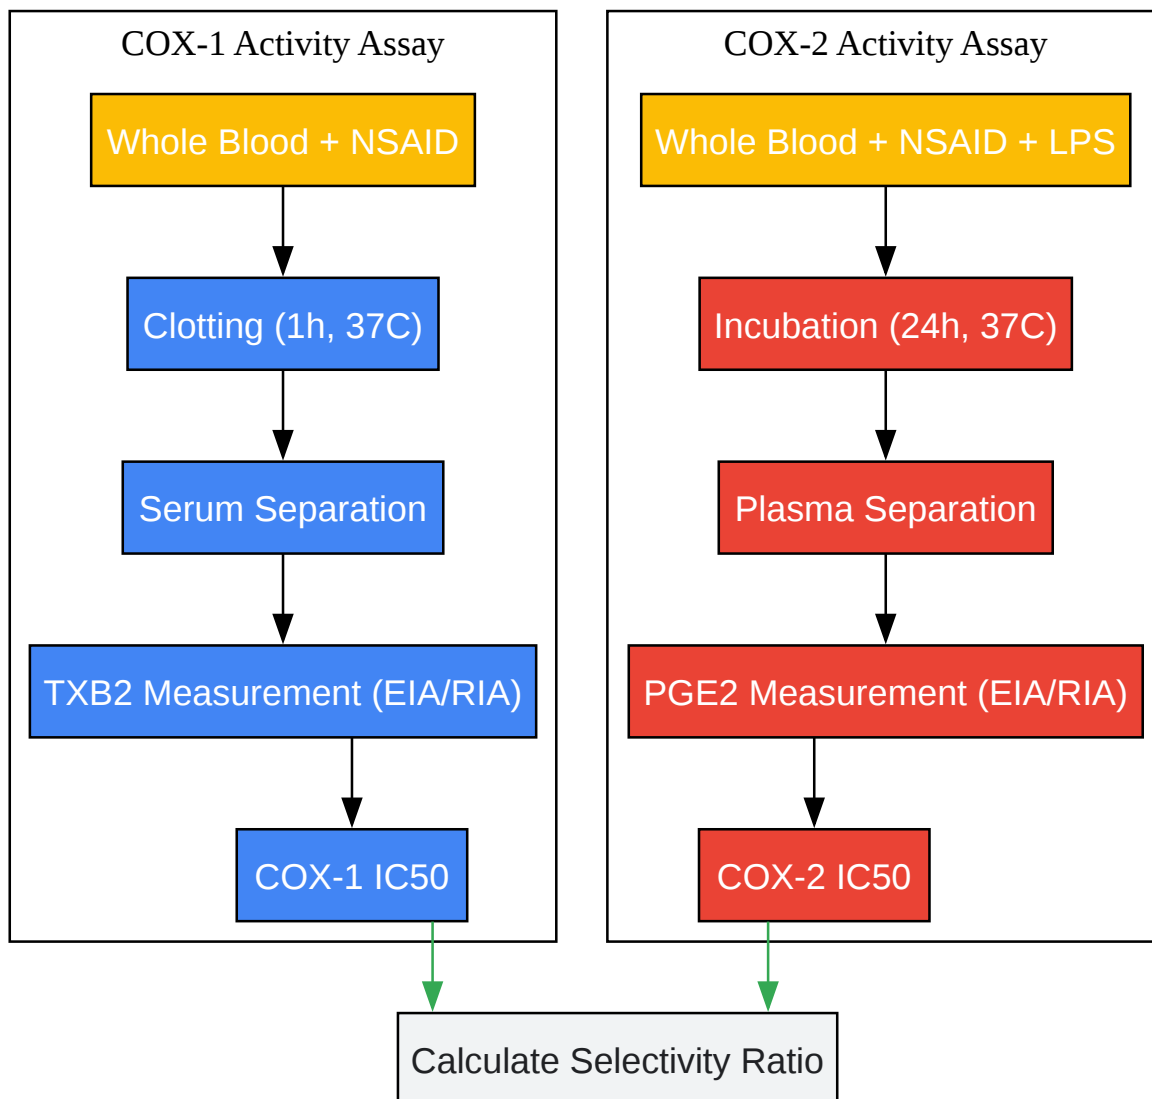 COX-1 Activity Assay
Whole Blood + NSAID
Clotting (1h, 37C)
Serum Separation
TXB2 Measurement (EIA/RIA)
COX-1 IC50
COX-2 Activity Assay
Whole Blood + NSAID + LPS
Incubation (24h, 37C)
Plasma Separation
PGE2 Measurement (EIA/RIA)
COX-2 IC50
Calculate Selectivity Ratio